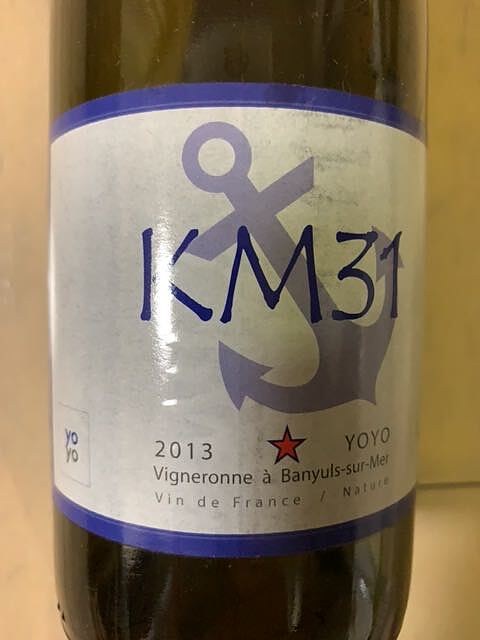 KM31
yo
yo
2013 YOYO
Vigneronne à Banyuls-sur-Mer
Vin de France / Nature